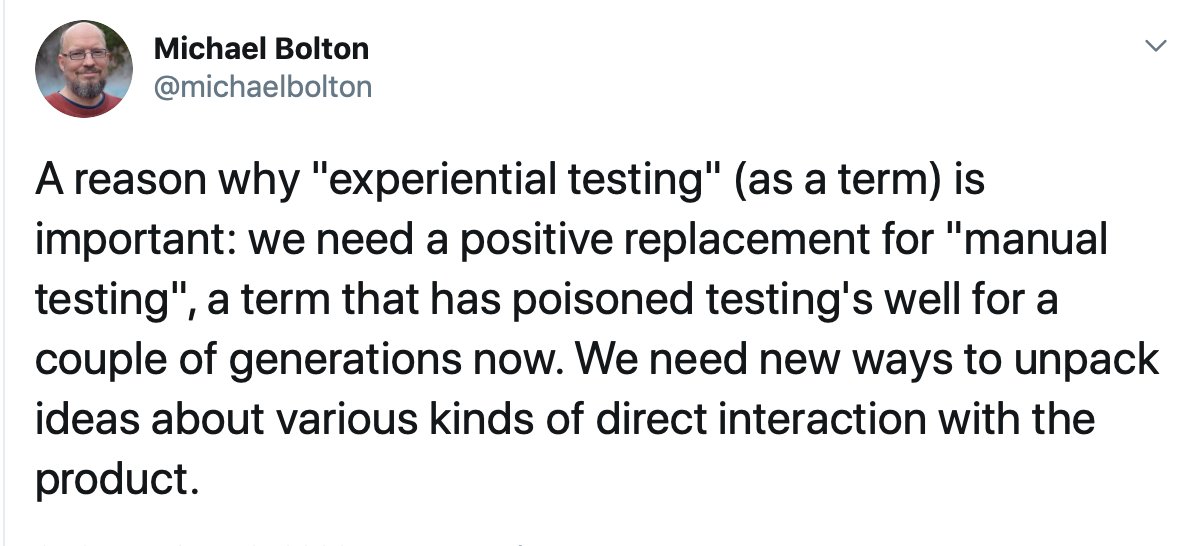 Michael Bolton
@michaelbolton
A reason why "experiential testing" (as a term) is
important: we need a positive replacement for "manual
testing", a term that has poisoned testing's well for a
couple of generations now. We need new ways to unpack
ideas about various kinds of direct interaction with the
product.